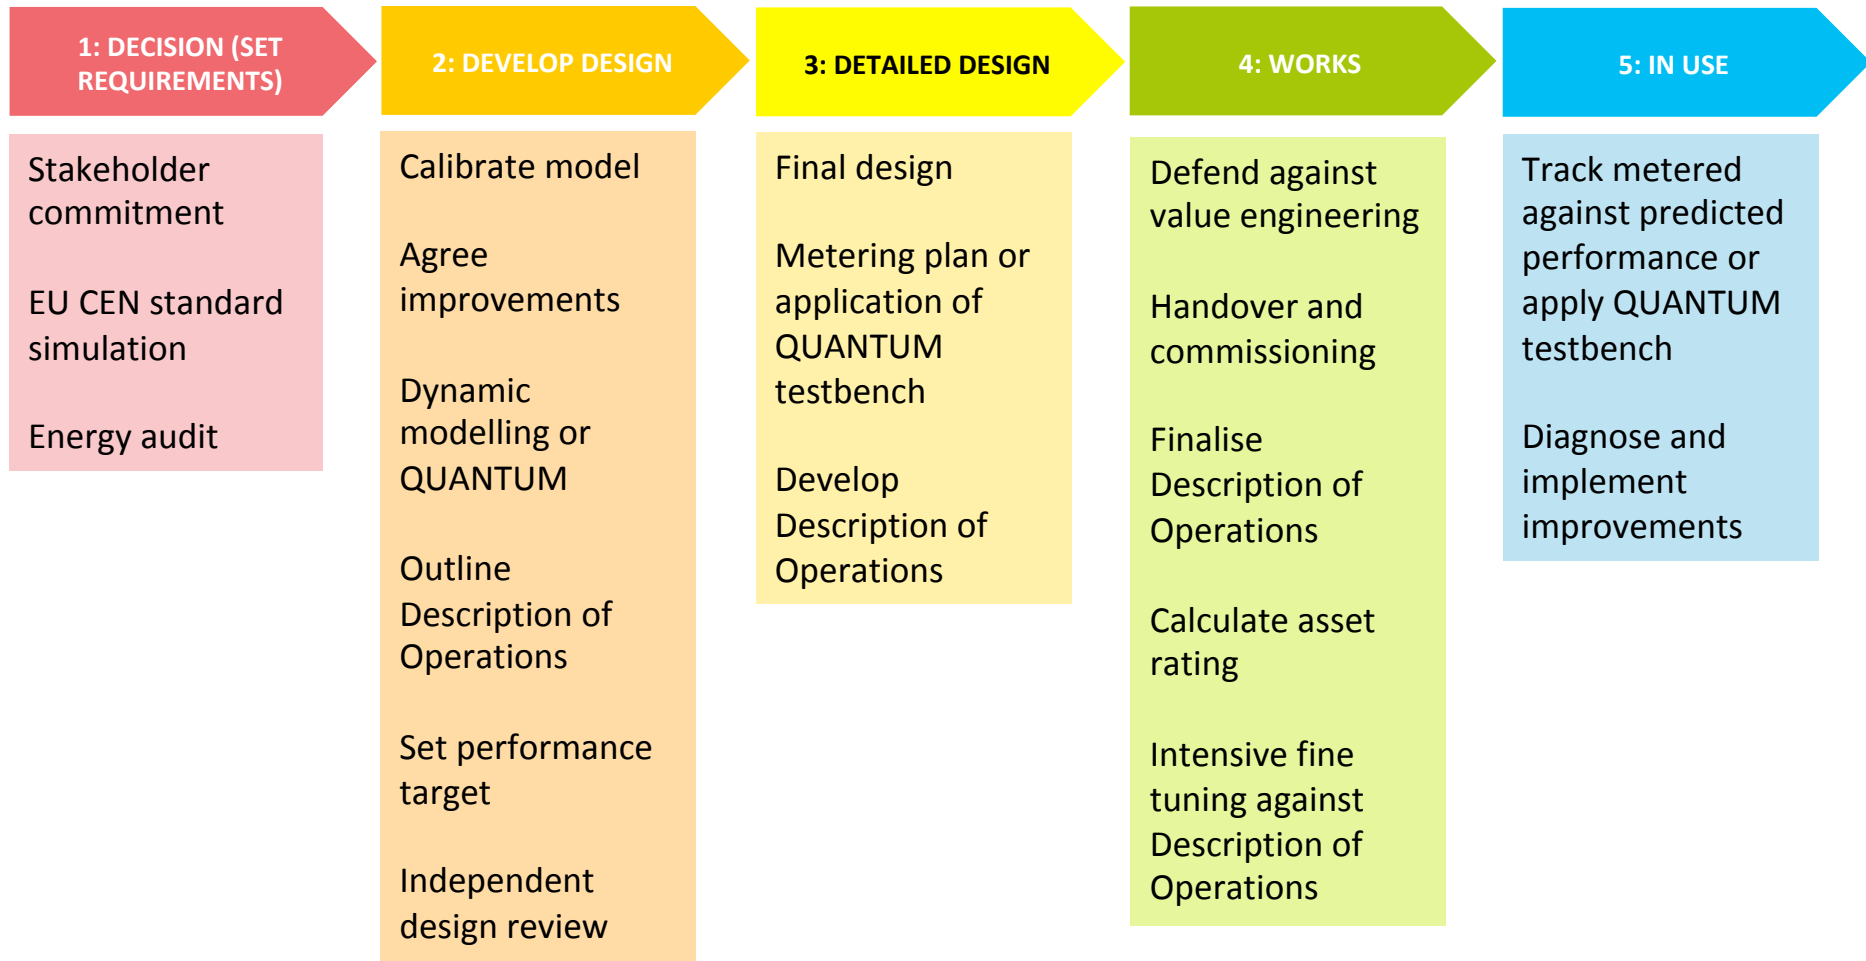 1: DECISION (SET
REQUIREMENTS)
Stakeholder
commitment
EU CEN standard
simulation
Energy audit
2: DEVELOP DESIGN
Calibrate model
Agree
improvements
Dynamic
modelling or
QUANTUM
Outline
Description of
Operations
Set performance
target
Independent
design review
3: DETAILED DESIGN
Final design
Metering plan or
application of
QUANTUM
testbench
Develop
Description of
Operations
4: WORKS
Defend against
value engineering
Handover and
commissioning
Finalise
Description of
Operations
Calculate asset
rating
Intensive fine
tuning against
Description of
Operations
5: IN USE
Track metered
against predicted
performance or
apply QUANTUM
testbench
Diagnose and
implement
improvements